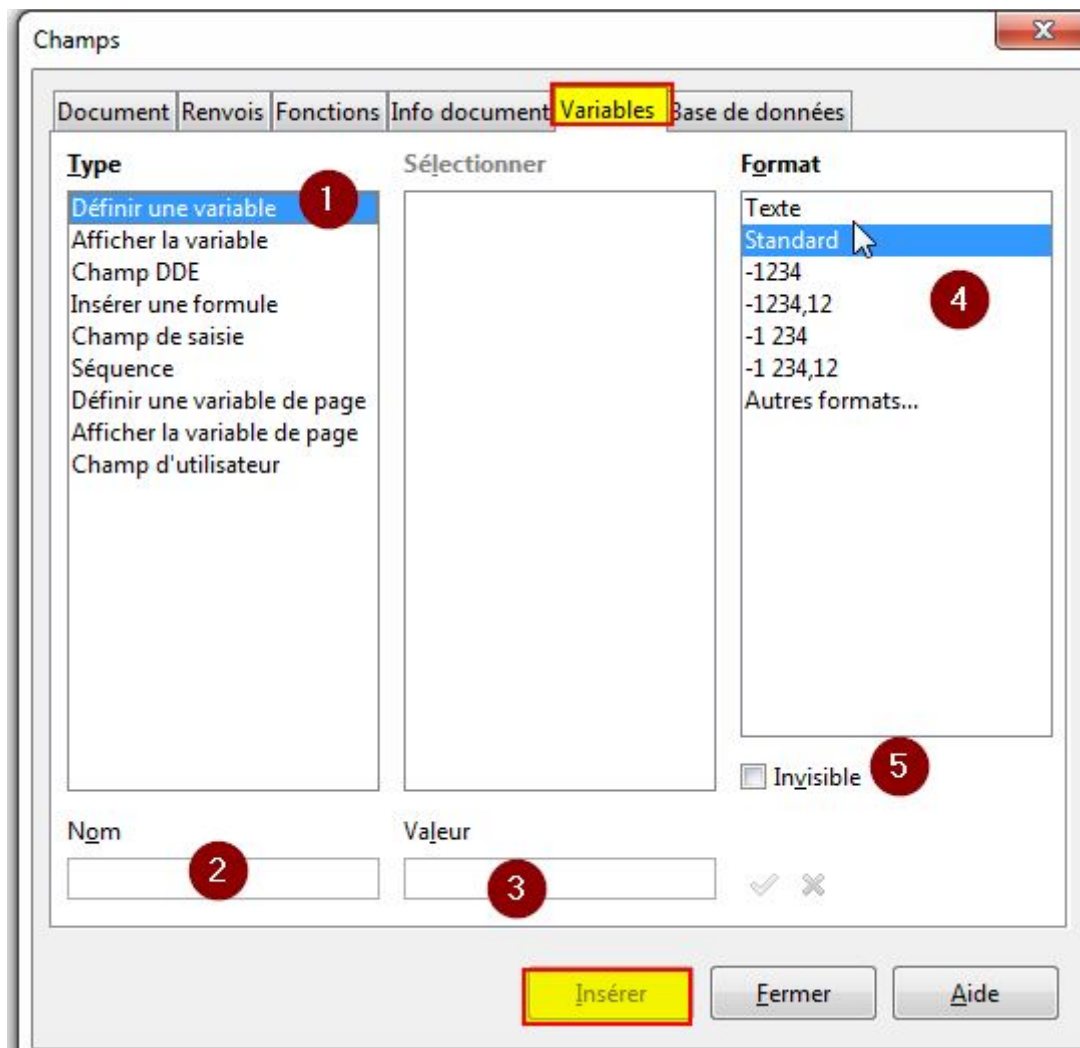 Champs
Document Renvois Fonctions Info document Variables Base de données
Type
Sélectionner
Format
Définir une variable
1
Afficher la variable
Champ DDE
Insérer une formule
Champ de saisie
Séquence
Définir une variable de page
Afficher la variable de page
Champ d'utilisateur
Texte
Standard
-1234
-1234,12
-1 234
-1 234,12
Autres formats...
4
Invisible
5
Nom
2
Valeur
3
Insérer
Fermer
Aide